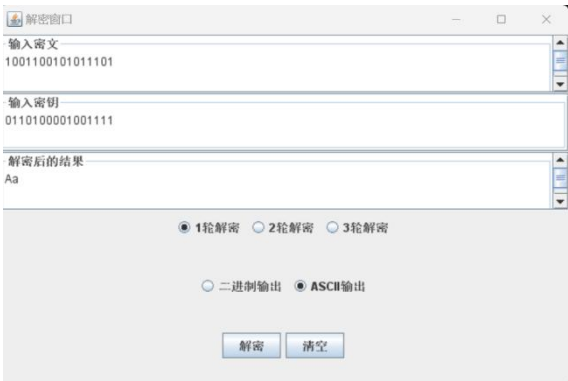 解密窗口
输入密文
1001100101011101
输入密钥
0110100001001111
解密后的结果
Aa
1轮解密 2轮解密 3轮解密
二进制输出 ASCII输出
解密 清空